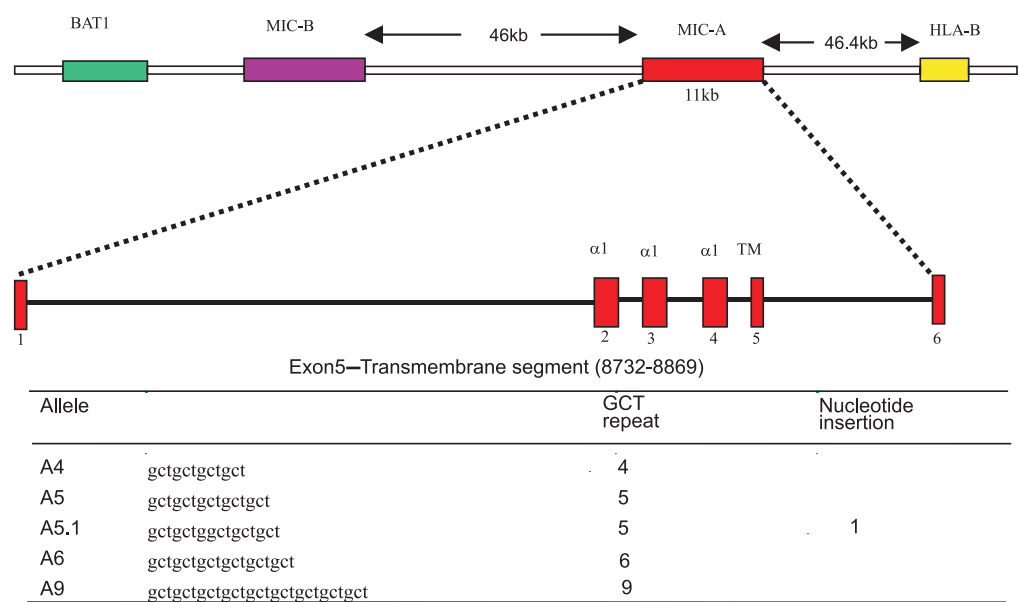 BAT1 MIC-B 46kb MIC-A 46.4kb HLA-B
11kb
α1 α1 α1 TM
1 2 3 4 5 6
Exon5–Transmembrane segment (8732-8869)
Allele GCT repeat Nucleotide insertion
A4 gctgctgctgct 4
A5 gctgctgctgctgct 5
A5.1 gctgctggctgctgct 5 1
A6 gctgctgctgctgctgct 6
A9 gctgctgctgctgctgctgctgctgct 9